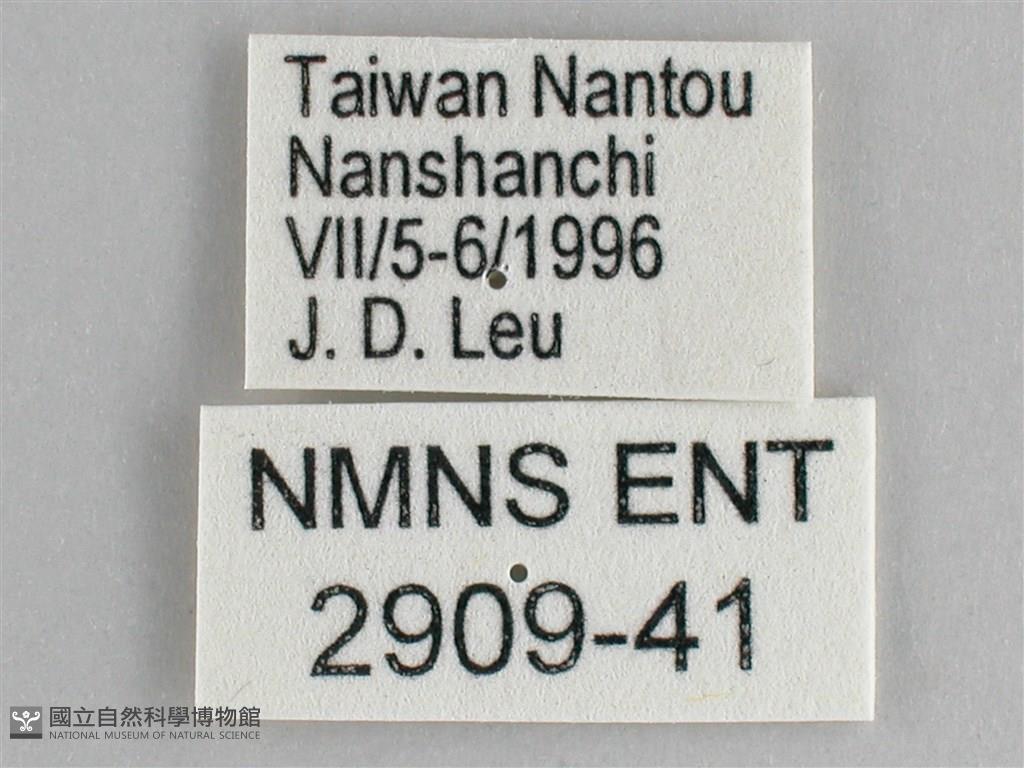 Taiwan Nantou
Nanshanchi
VII/5-6/1996
J. D. Leu
NMNS ENT
2909-41
國立自然科學博物館
NATIONAL MUSEUM OF NATURAL SCIENCE